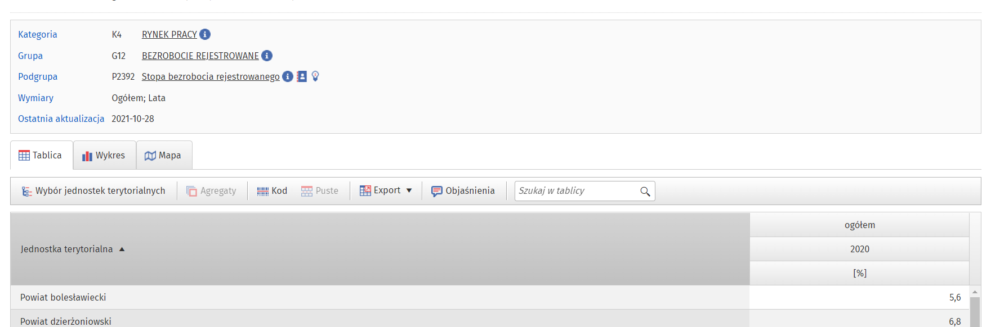 Kategoria K4 RYNEK PRACY
Grupa G12 BEZROBOCIE REJESTROWANE
Podgrupa P2392 Stopa bezrobocia rejestrowanego
Wymiary Ogółem; Lata
Ostatnia aktualizacja 2021-10-28
Tablica Wykres Mapa
Wybór jednostek terytorialnych Agregaty Kod Puste Export Objaśnienia Szukaj w tablicy
ogółem
Jednostka terytorialna 2020
[%]
Powiat bolesławiecki 5,6
Powiat dzierżoniowski 6,8